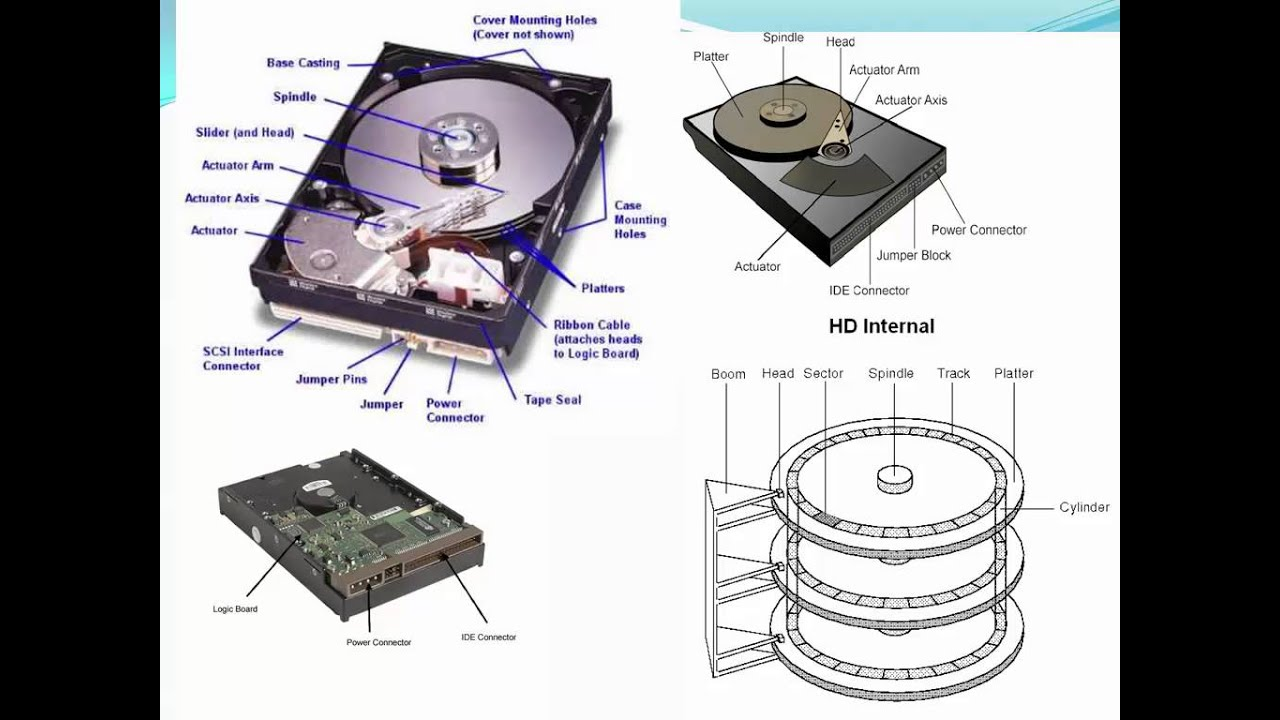 Cover Mounting Holes
(Cover not shown)
Base Casting
Spindle
Slider (and Head)
Actuator Arm
Actuator Axis
Actuator
Case
Mounting
Holes
Platters
Ribbon Cable
(attaches heads
to Logic Board)
SCSI Interface
Connector
Jumper Pins
Jumper
Power
Connector
Tape Seal
Spindle
Head
Platter
Actuator Arm
Actuator Axis
Power Connector
Jumper Block
Actuator
IDE Connector
HD Internal
Logic Board
Power Connector
IDE Connector
Boom
Head
Sector
Spindle
Track
Platter
Cylinder